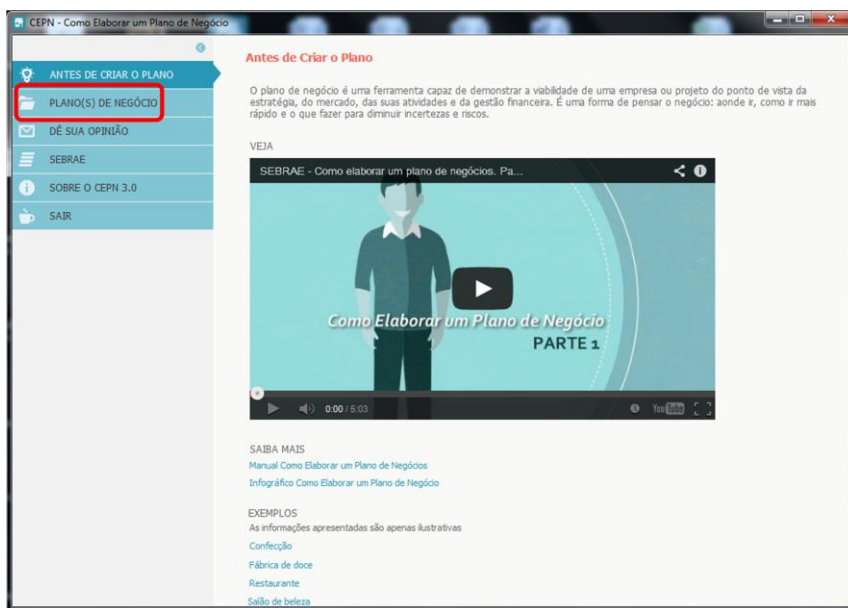 CEPN - Como Elaborar um Plano de Negócio
ANTES DE CRIAR O PLANO
PLANO(S) DE NEGÓCIO
DÊ SUA OPINIÃO
SEBRAE
SOBRE O CEPN 3.0
SAIR
Antes de Criar o Plano
O plano de negócio é uma ferramenta capaz de demonstrar a viabilidade de uma empresa ou projeto do ponto de vista da
estratégia, do mercado, das suas atividades e da gestão financeira. É uma forma de pensar o negócio: aonde ir, como ir mais
rápido e o que fazer para diminuir incertezas e riscos.
VEJA
SEBRAE - Como elaborar um plano de negócios. Pa...
Como Elaborar um Plano de Negócio
PARTE 1
0:00 / 5:03
YouTube
SAIBA MAIS
Manual Como Elaborar um Plano de Negócios
Infográfico Como Elaborar um Plano de Negócio
EXEMPLOS
As informações apresentadas são apenas ilustrativas
Confecção
Fábrica de doce
Restaurante
Salão de beleza